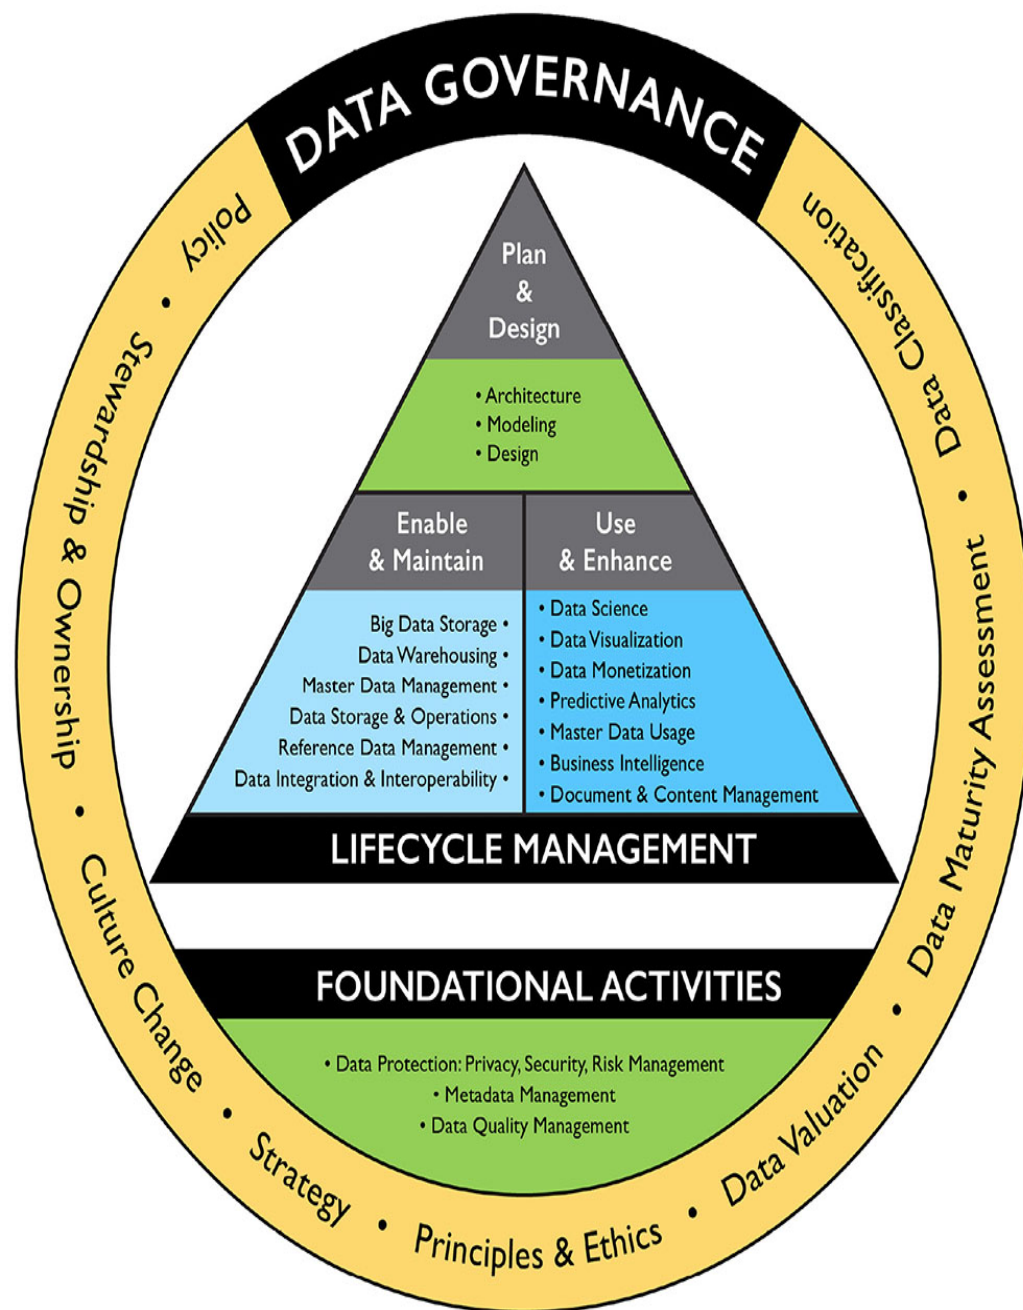 DATA GOVERNANCE
Policy • Stewardship & Ownership • Culture Change • Strategy • Principles & Ethics • Data Valuation • Data Maturity Assessment • Data Classification
Plan
&
Design
• Architecture
• Modeling
• Design
Enable
& Maintain
Big Data Storage •
Data Warehousing •
Master Data Management •
Data Storage & Operations •
Reference Data Management •
Data Integration & Interoperability •
Use
& Enhance
• Data Science
• Data Visualization
• Data Monetization
• Predictive Analytics
• Master Data Usage
• Business Intelligence
• Document & Content Management
LIFECYCLE MANAGEMENT
FOUNDATIONAL ACTIVITIES
• Data Protection: Privacy, Security, Risk Management
• Metadata Management
• Data Quality Management